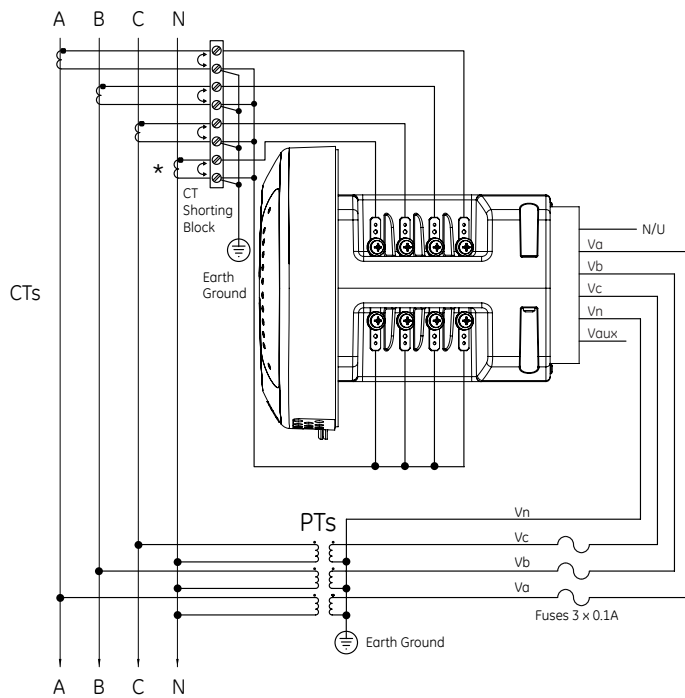 A B C N
*
CT
Shorting
Block
Earth
Ground
CTs
N/U
Va
Vb
Vc
Vn
Vaux
PTs
Vn
Vc
Vb
Va
Fuses 3 x 0.1A
Earth Ground
A B C N